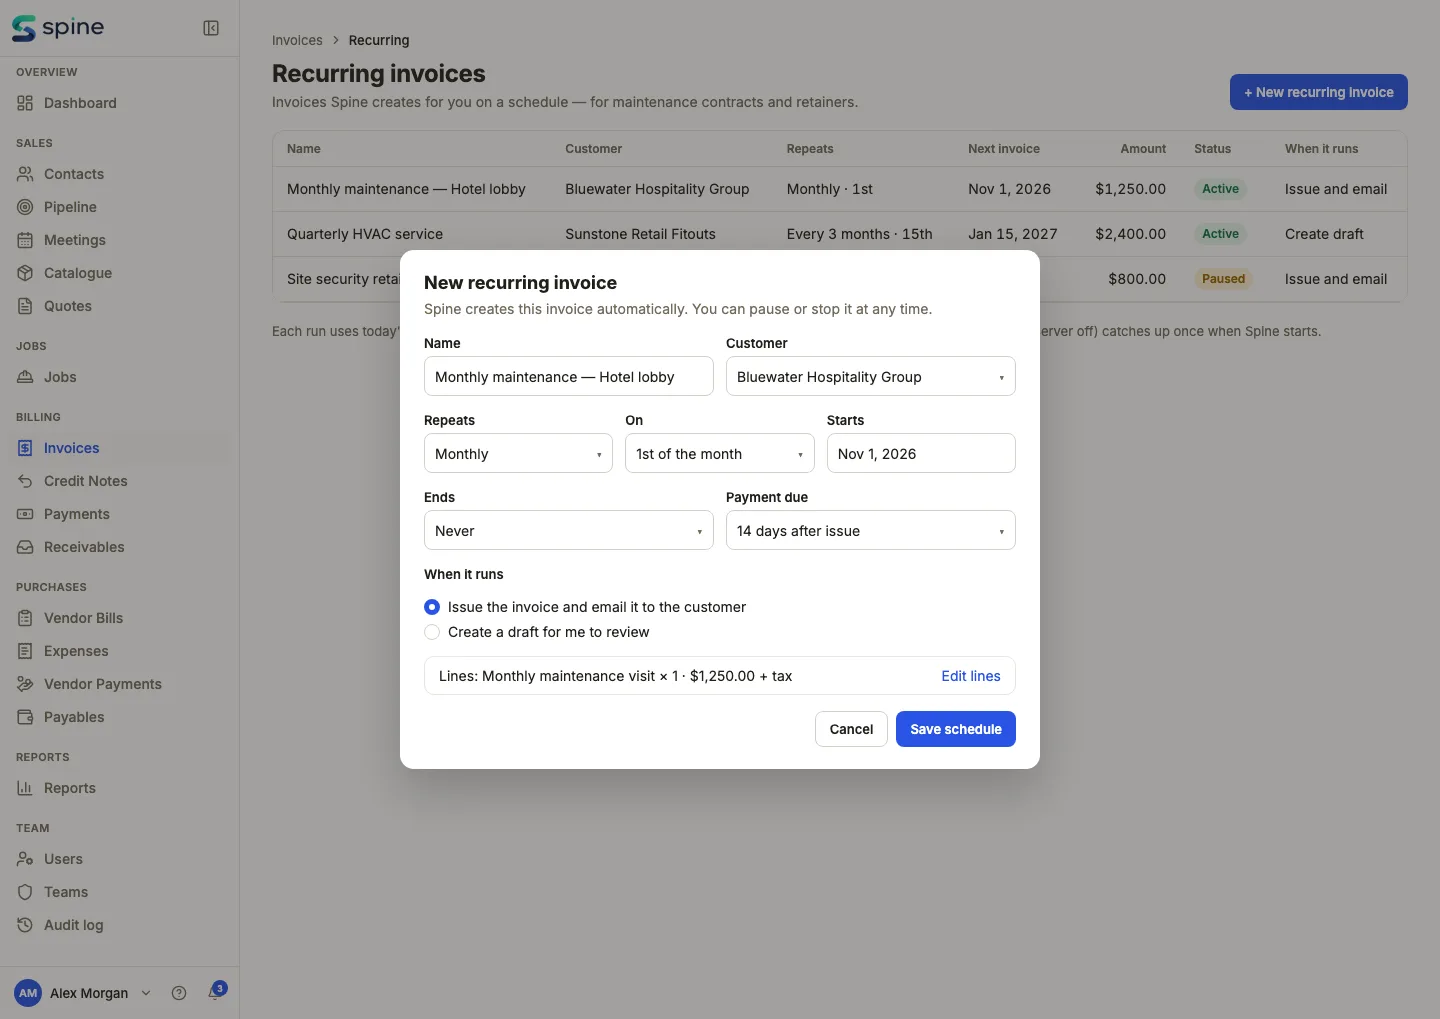 spine
OVERVIEW
Dashboard
SALES
Contacts
Pipeline
Meetings
Catalogue
Quotes
JOBS
Jobs
BILLING
Invoices
Credit Notes
Payments
Receivables
PURCHASES
Vendor Bills
Expenses
Vendor Payments
Payables
REPORTS
Reports
TEAM
Users
Teams
Audit log
AM Alex Morgan 3
Invoices > Recurring
Recurring invoices
Invoices Spine creates for you on a schedule — for maintenance contracts and retainers.
+ New recurring invoice
Name Customer Repeats Next invoice Amount Status When it runs
Monthly maintenance — Hotel lobby Bluewater Hospitality Group Monthly · 1st Nov 1, 2026 $1,250.00 Active Issue and email
Quarterly HVAC service Sunstone Retail Fitouts Every 3 months · 15th Jan 15, 2027 $2,400.00 Active Create draft
Site security $800.00 Paused Issue and email
Each run uses off) catches up once when Spine starts.
New recurring invoice
Spine creates this invoice automatically. You can pause or stop it at any time.
Name Customer
Monthly maintenance — Hotel lobby Bluewater Hospitality Group
Repeats On Starts
Monthly 1st of the month Nov 1, 2026
Ends Payment due
Never 14 days after issue
When it runs
Issue the invoice and email it to the customer
Create a draft for me to review
Lines: Monthly maintenance visit × 1 · $1,250.00 + tax Edit lines
Cancel Save schedule